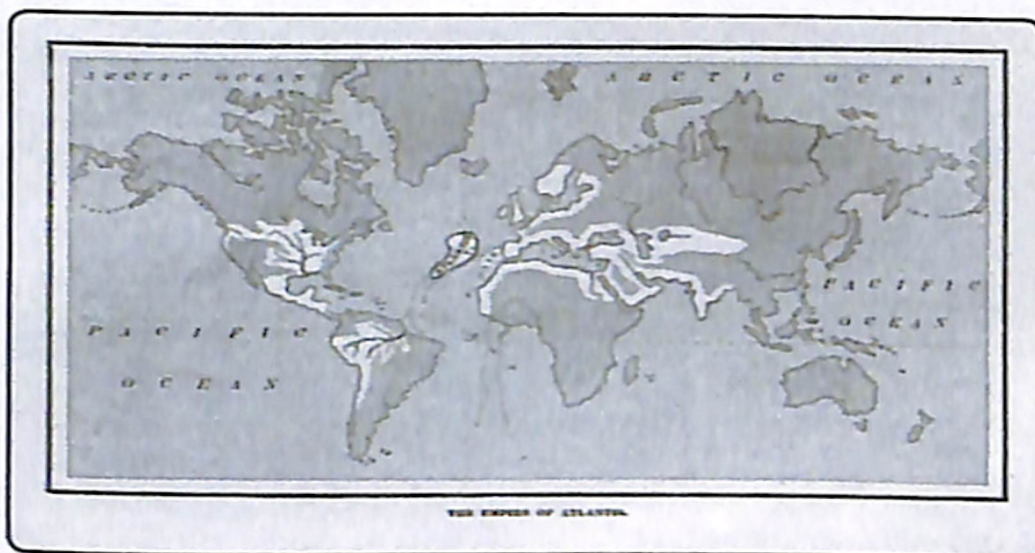 ARCTIC OCEAN
ARCTIC OCEAN
PACIFIC
OCEAN
PACIFIC
OCEAN
THE EMPIRE OF ATLANTIS.